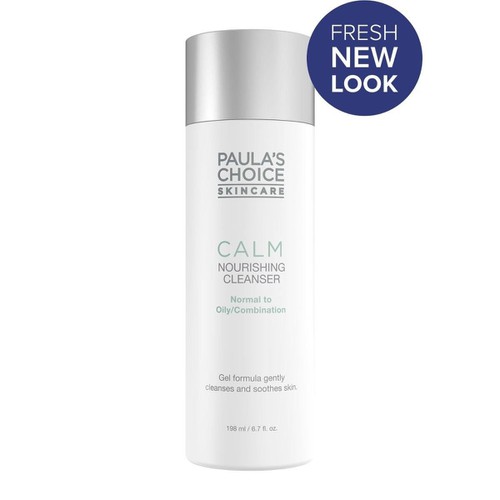 FRESH
NEW
LOOK
PAULA'S
CHOICE
SKINCARE
CALM
NOURISHING
CLEANSER
Normal to
Oily/Combination
Gel formula gently
cleanses and soothes skin.
198 ml / 6.7 fl. oz.